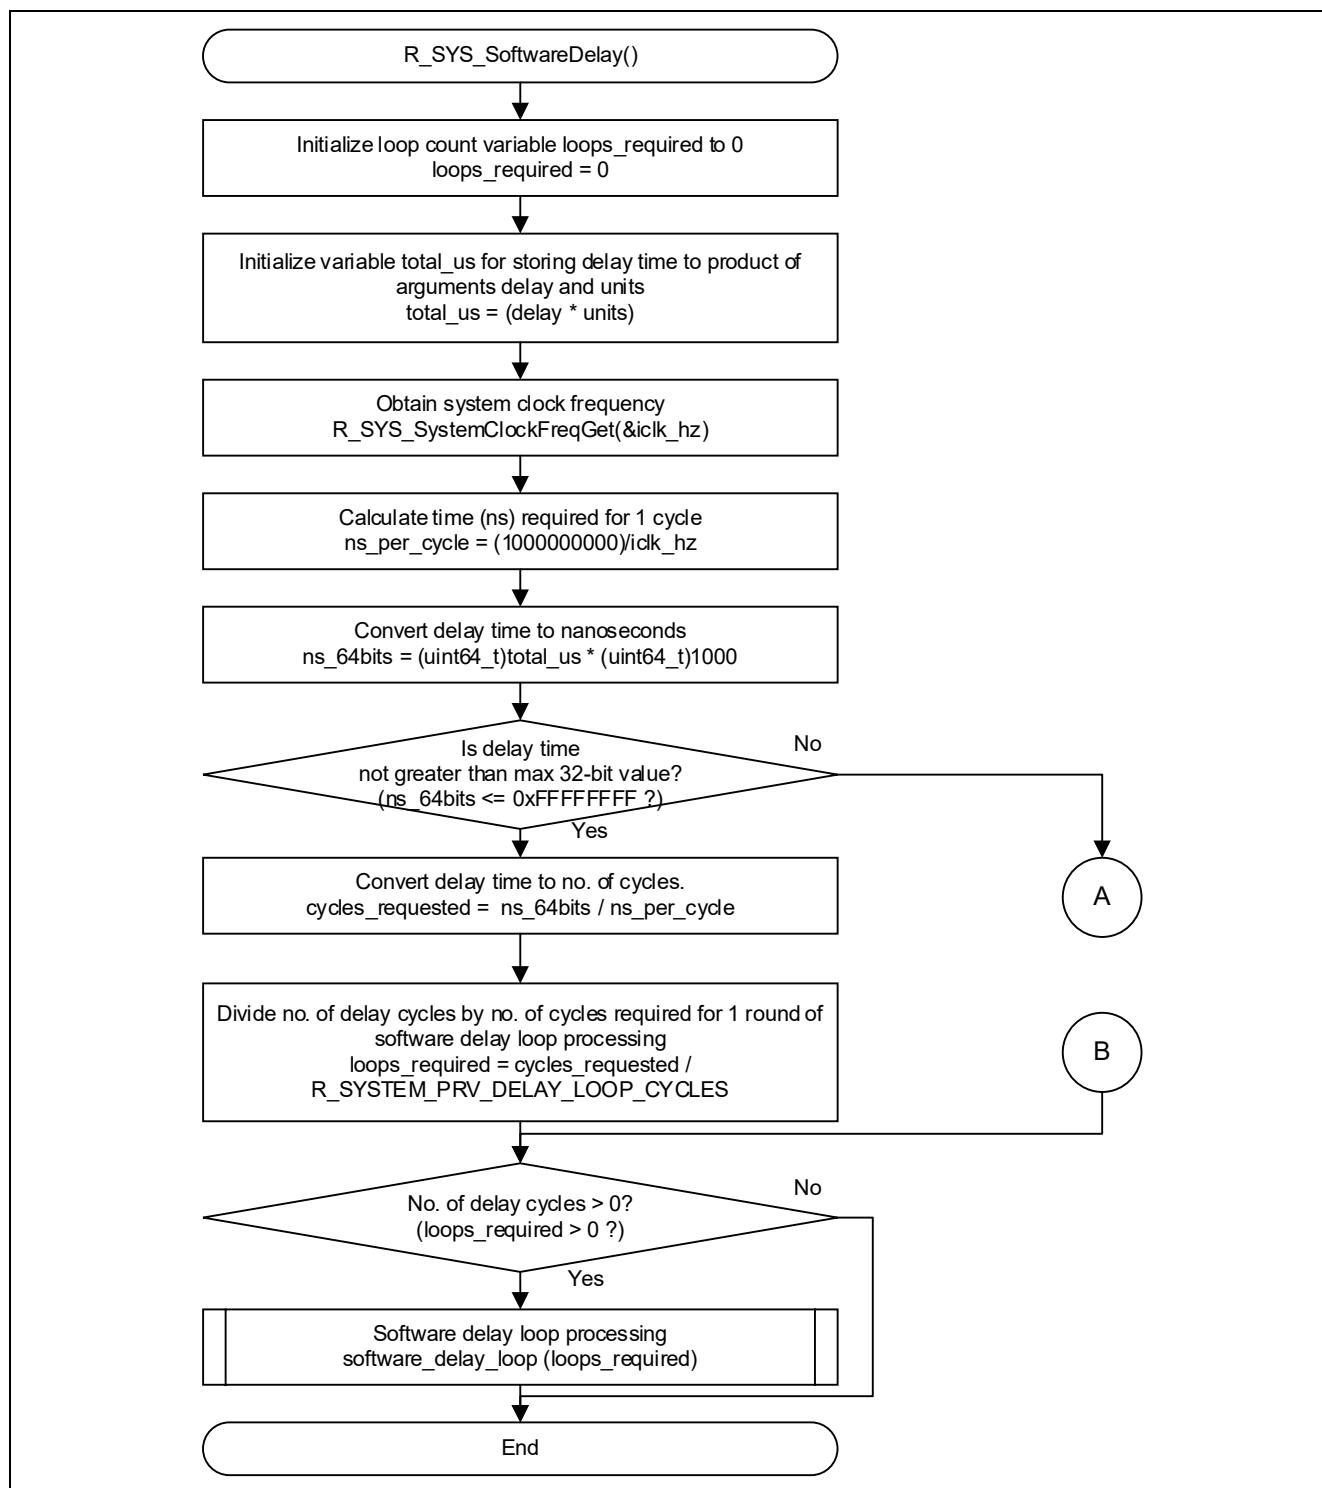 R_SYS_SoftwareDelay()
Initialize loop count variable loops_required to 0
loops_required = 0
Initialize variable total_us for storing delay time to product of
arguments delay and units
total_us = (delay * units)
Obtain system clock frequency
R_SYS_SystemClockFreqGet(&iclk_hz)
Calculate time (ns) required for 1 cycle
ns_per_cycle = (1000000000)/iclk_hz
Convert delay time to nanoseconds
ns_64bits = (uint64_t)total_us * (uint64_t)1000
Is delay time
not greater than max 32-bit value?
(ns_64bits <= 0xFFFFFFFF ?)
No
Yes
Convert delay time to no. of cycles.
cycles_requested = ns_64bits / ns_per_cycle
A
Divide no. of delay cycles by no. of cycles required for 1 round of
software delay loop processing
loops_required = cycles_requested /
R_SYSTEM_PRV_DELAY_LOOP_CYCLES
B
No. of delay cycles > 0?
(loops_required > 0 ?)
No
Yes
Software delay loop processing
software_delay_loop (loops_required)
End